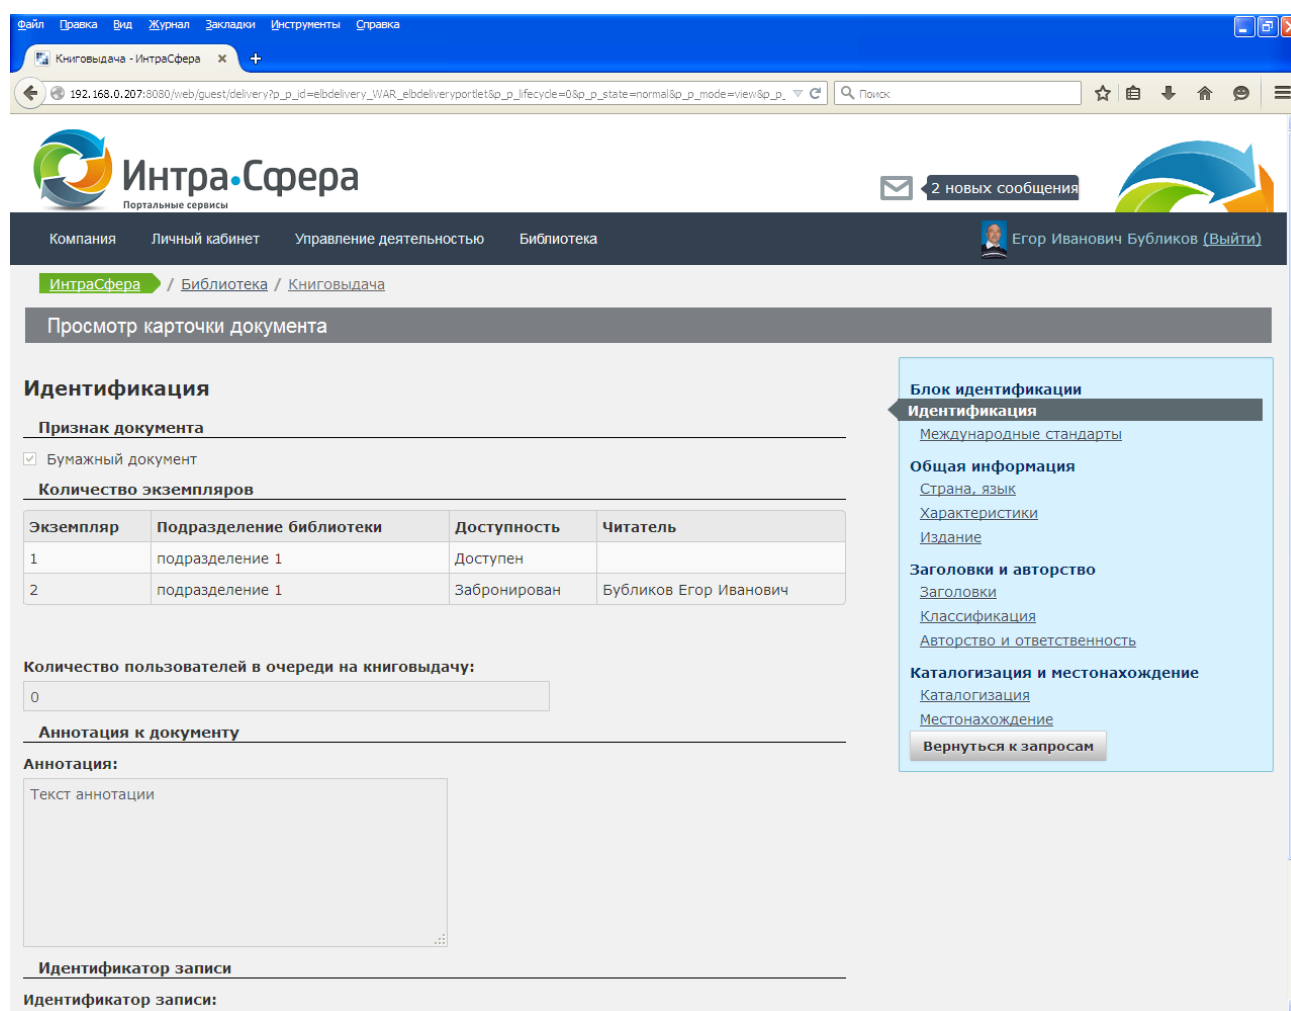 Файл Правка Вид Журнал Закладки Инструменты Справка
Книговыдача - ИнтраСфера
192.168.0.207:8080/web/guest/delivery?p_p_id=elbdelivery_WAR_elbdeliveryportlet&p_p_lifecycle=0&p_p_state=normal&p_p_mode=view&p_p_ Поиск
Интра•Сфера
Портальные сервисы
2 новых сообщения
Компания Личный кабинет Управление деятельностью Библиотека Егор Иванович Бубликов (Выйти)
ИнтраСфера / Библиотека / Книговыдача
Просмотр карточки документа
Идентификация
Признак документа
Бумажный документ
Количество экземпляров
Экземпляр Подразделение библиотеки Доступность Читатель
1 подразделение 1 Доступен
2 подразделение 1 Забронирован Бубликов Егор Иванович
Количество пользователей в очереди на книговыдачу:
0
Аннотация к документу
Аннотация:
Текст аннотации
Идентификатор записи
Идентификатор записи:
Блок идентификации
Идентификация
Международные стандарты
Общая информация
Страна, язык
Характеристики
Издание
Заголовки и авторство
Заголовки
Классификация
Авторство и ответственность
Каталогизация и местонахождение
Каталогизация
Местонахождение
Вернуться к запросам